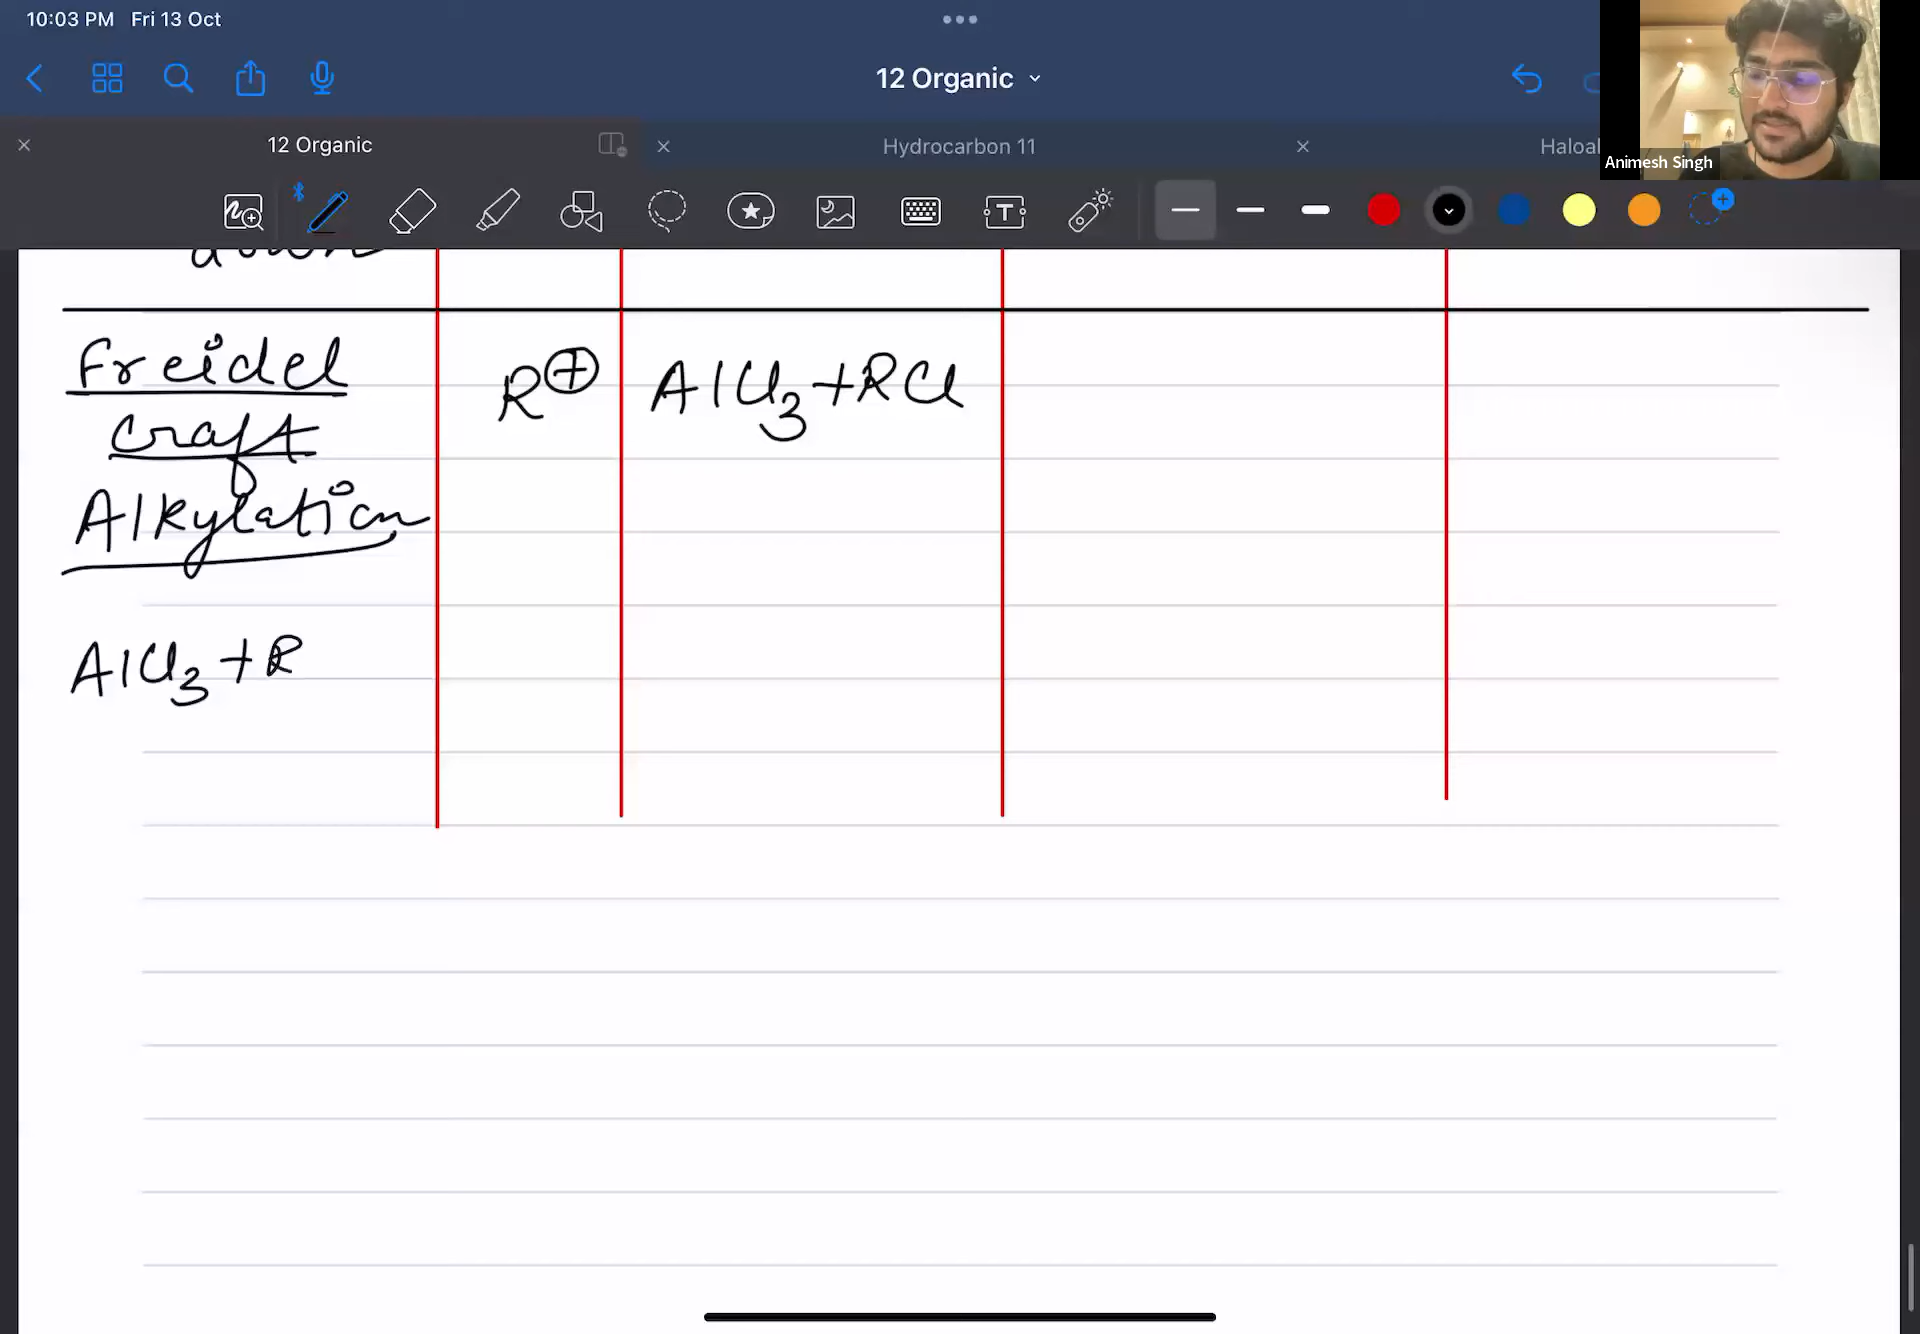 10:03 PM Fri 13 Oct
12 Organic
12 Organic
Hydrocarbon 11
Haloal
Animesh Singh
T
down
Freidel
Craft
Alkylation
R⊕
AlCl₃+RCl
AlCl₃+R